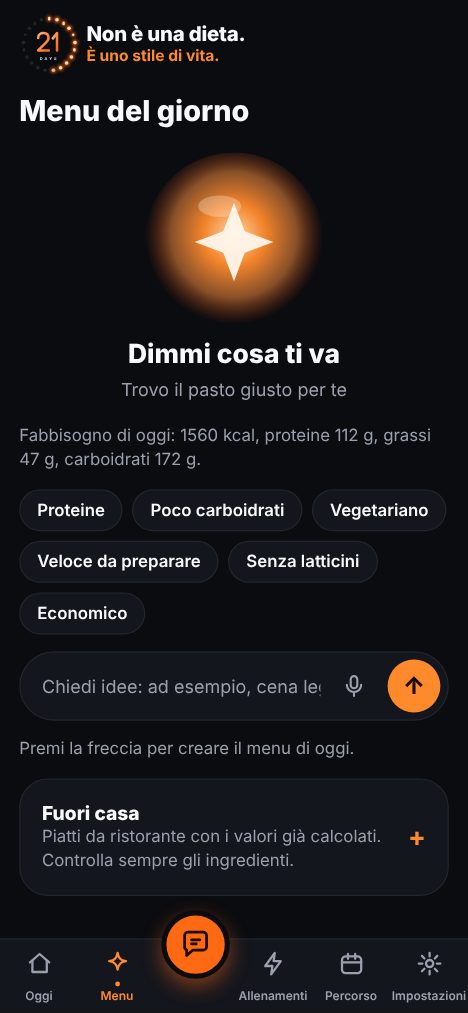 21
DAYS
Non è una dieta.
È uno stile di vita.
Menu del giorno
Dimmi cosa ti va
Trovo il pasto giusto per te
Fabbisogno di oggi: 1560 kcal, proteine 112 g, grassi
47 g, carboidrati 172 g.
Proteine Poco carboidrati Vegetariano
Veloce da preparare Senza latticini
Economico
Chiedi idee: ad esempio, cena
Premi la freccia per creare il menu di oggi.
Fuori casa
Piatti da ristorante con i valori già calcolati. +
Controlla sempre gli ingredienti.
Oggi Menu Allenamenti Percorso Impostazioni